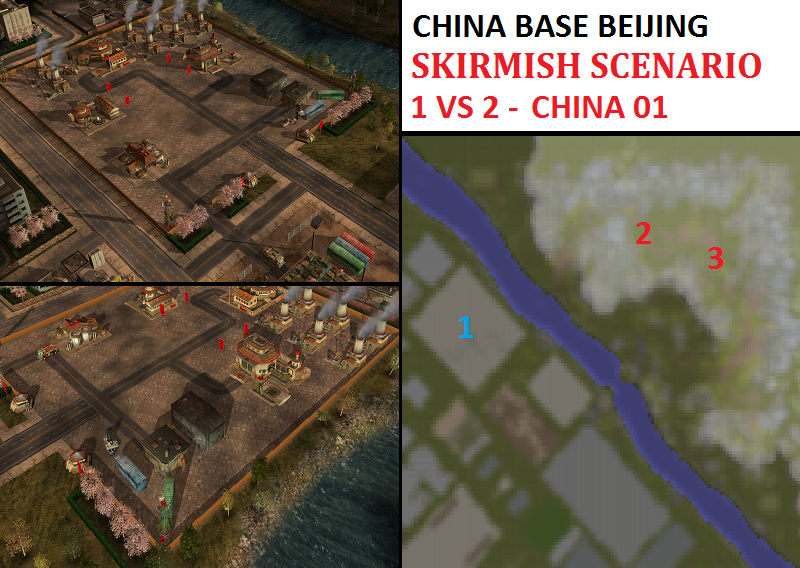 CHINA BASE BEIJING
SKIRMISH SCENARIO
1 VS 2 - CHINA 01
2
3
1